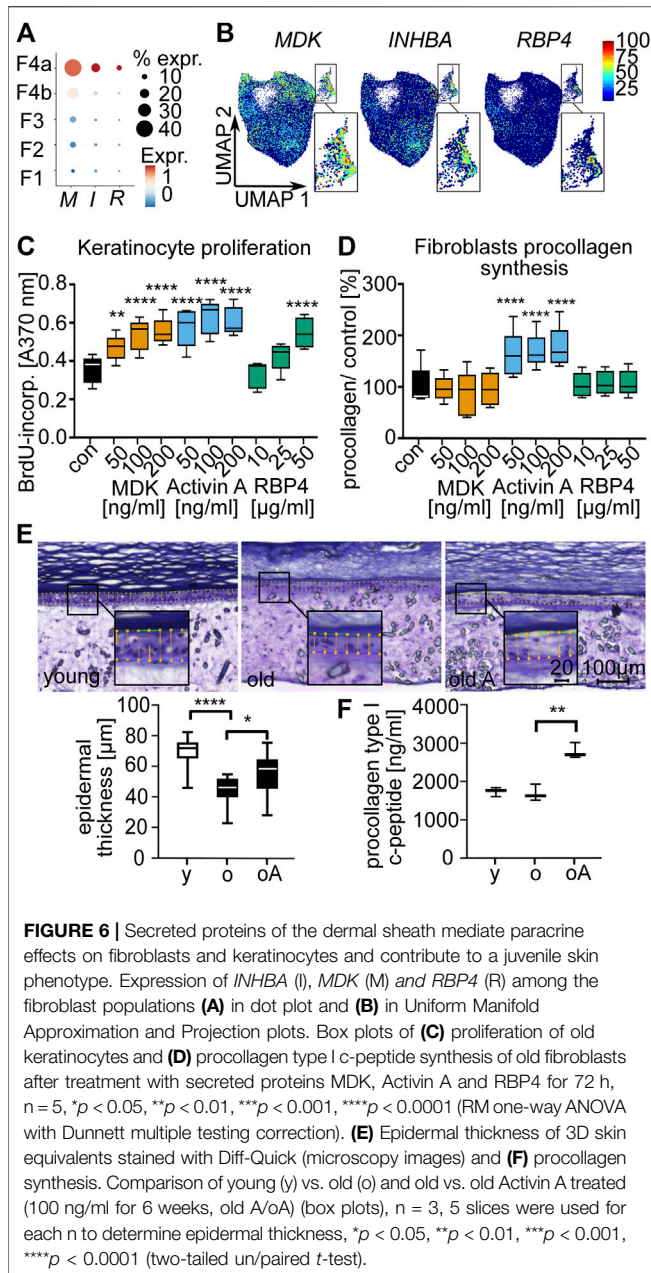 A
F4a
F4b
F3
F2
F1
M I R
% expr.
10
20
30
40
Expr.
1
0
B
MDK INHBA RBP4
100
75
50
25
UMAP 2
UMAP 1
C
Keratinocyte proliferation
BrdU-incorp. [A370 nm]
0.8
0.6
0.4
0.2
0.0
** **** **** **** **** **** ****
con 50 100 200 50 100 200 10 25 50
MDK Activin A RBP4
[ng/ml] [ng/ml] [µg/ml]
D
Fibroblasts procollagen
synthesis
procollagen/ control [%]
300
200
100
0
**** **** ****
con 50 100 200 50 100 200 10 25 50
MDK Activin A RBP4
[ng/ml] [ng/ml] [µg/ml]
E
young
old
old A
20 100µm
epidermal
thickness [µm]
100
80
60
40
20
0
**** *
y o oA
F
procollagen type I
c-peptide [ng/ml]
4000
3000
2000
1000
0
**
y o oA
FIGURE 6 | Secreted proteins of the dermal sheath mediate paracrine
effects on fibroblasts and keratinocytes and contribute to a juvenile skin
phenotype. Expression of INHBA (I), MDK (M) and RBP4 (R) among the
fibroblast populations (A) in dot plot and (B) in Uniform Manifold
Approximation and Projection plots. Box plots of (C) proliferation of old
keratinocytes and (D) procollagen type I c-peptide synthesis of old fibroblasts
after treatment with secreted proteins MDK, Activin A and RBP4 for 72 h,
n = 5, *p < 0.05, **p < 0.01, ***p < 0.001, ****p < 0.0001 (RM one-way ANOVA
with Dunnett multiple testing correction). (E) Epidermal thickness of 3D skin
equivalents stained with Diff-Quick (microscopy images) and (F) procollagen
synthesis. Comparison of young (y) vs. old (o) and old vs. old Activin A treated
(100 ng/ml for 6 weeks, old A/oA) (box plots), n = 3, 5 slices were used for
each n to determine epidermal thickness, *p < 0.05, **p < 0.01, ***p < 0.001,
****p < 0.0001 (two-tailed un/paired t-test).